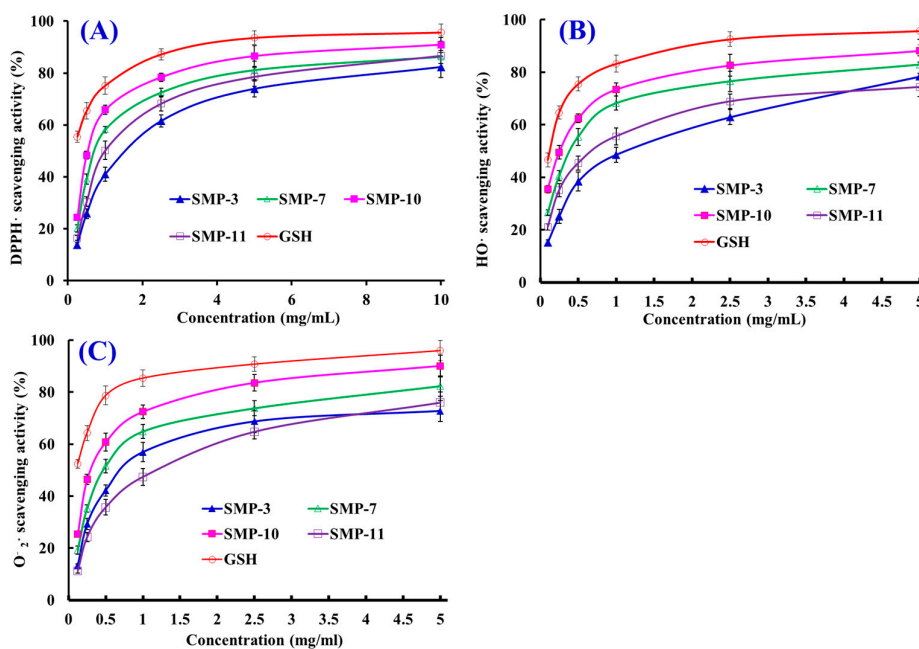 (A)
DPPH· scavenging activity (%)
100
80
60
40
20
0
SMP-3 SMP-7 SMP-10
SMP-11 GSH
0 2 4 6 8 10
Concentration (mg/mL)
(B)
HO· scavenging activity (%)
100
80
60
40
20
0
SMP-3 SMP-7
SMP-10 SMP-11
GSH
0 0.5 1 1.5 2 2.5 3 3.5 4 4.5 5
Concentration (mg/mL)
(C)
O⁻₂· scavenging activity (%)
100
80
60
40
20
0
SMP-3 SMP-7
SMP-10 SMP-11
GSH
0 0.5 1 1.5 2 2.5 3 3.5 4 4.5 5
Concentration (mg/ml)